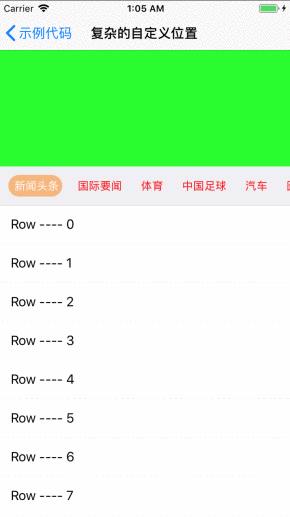 Carrier 1:05 AM
示例代码 复杂的自定义位置
新闻头条 国际要闻 体育 中国足球 汽车
Row ---- 0
Row ---- 1
Row ---- 2
Row ---- 3
Row ---- 4
Row ---- 5
Row ---- 6
Row ---- 7